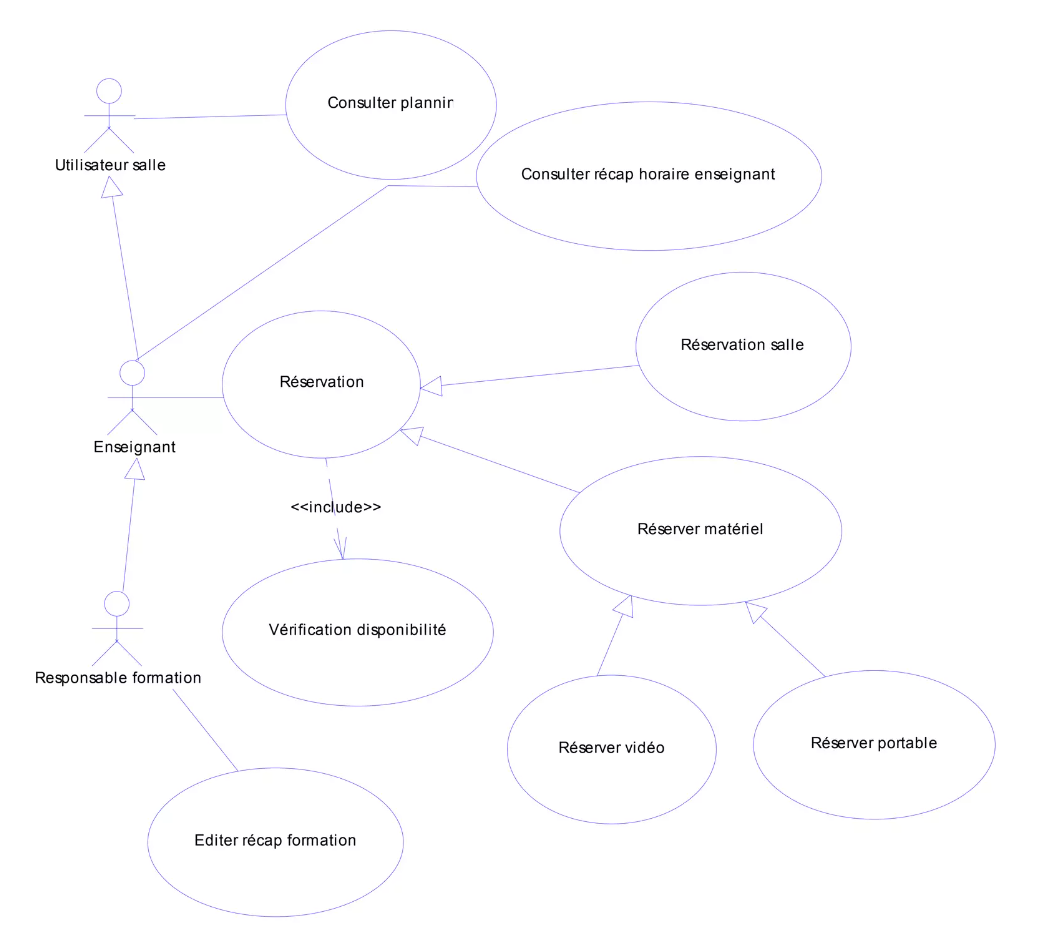 Consulter plannir
Utilisateur salle
Consulter récap horaire enseignant
Réservation salle
Réservation
Enseignant
<<include>>
Réserver matériel
Vérification disponibilité
Responsable formation
Réserver vidéo
Réserver portable
Editer récap formation